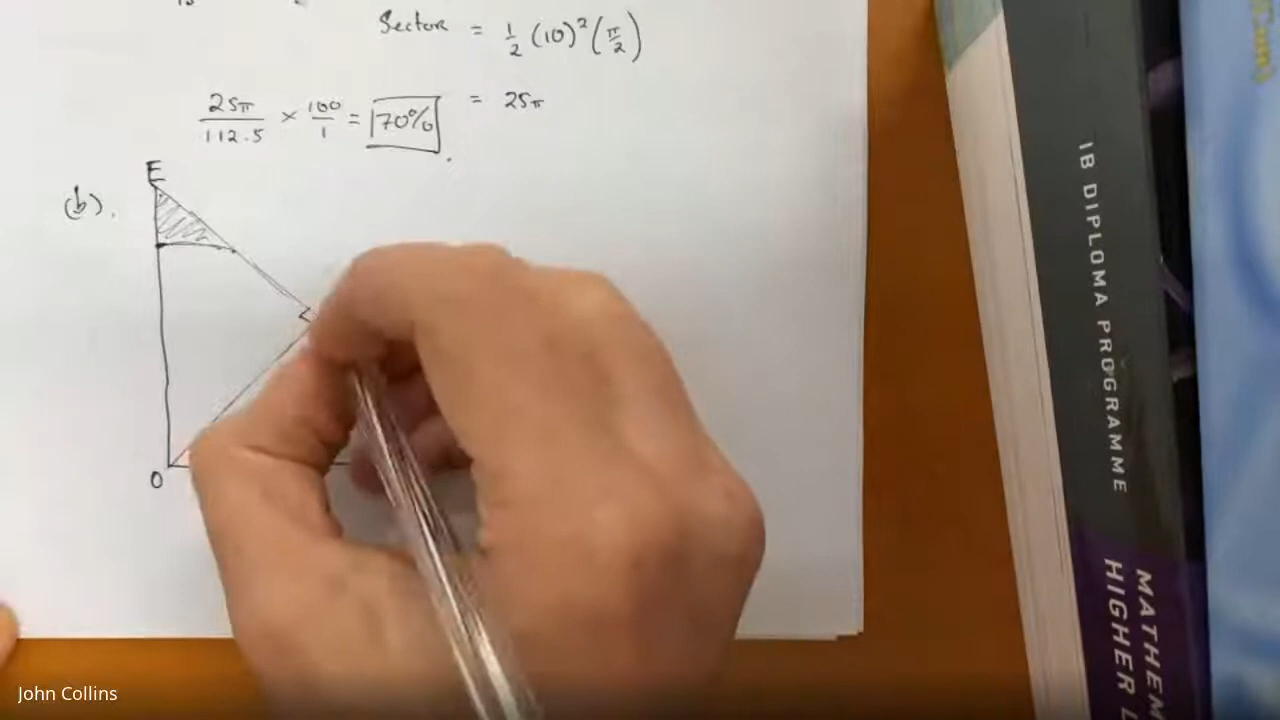 Sector = 1/2 (10)² (π/2)
25π/112.5 × 100/1 = 70%
= 25π
E
(b).
O
IB DIPLOMA PROGRAMME
HIGHER
John Collins